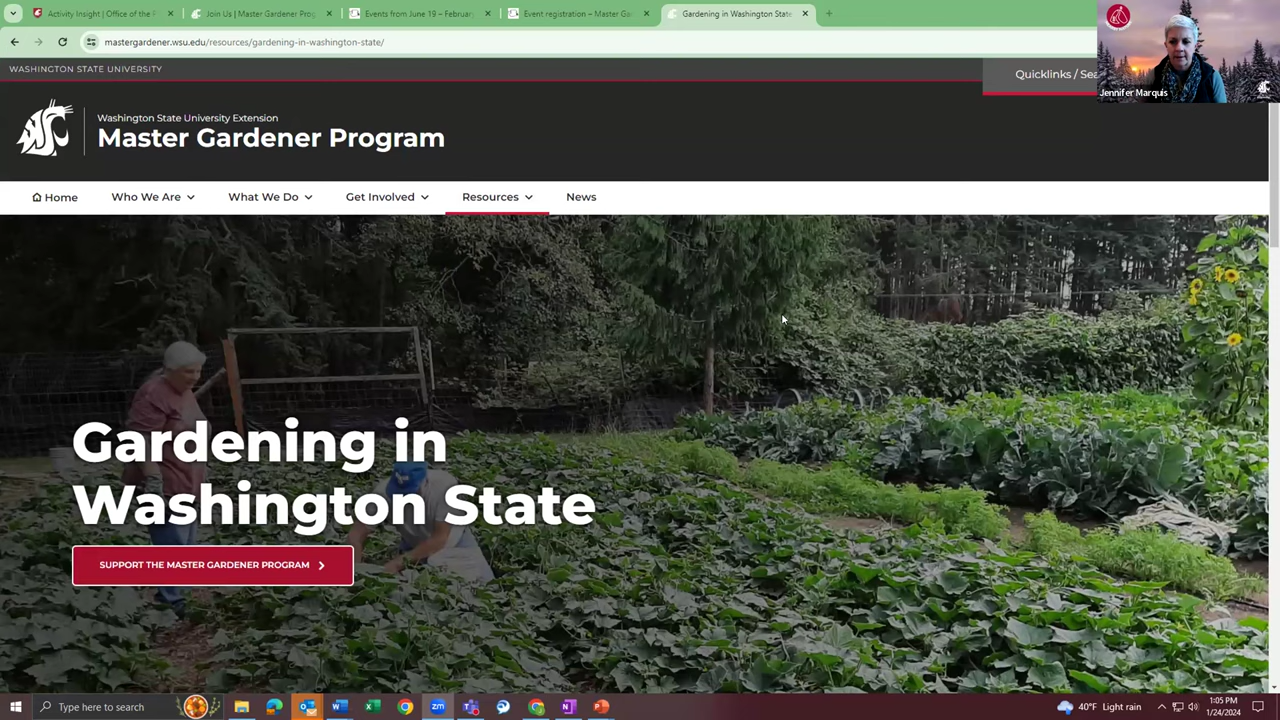 Activity Insight | Office of the P
Join Us | Master Gardener Prog
Events from June 19 – February
Event registration – Master Ga
Gardening in Washington State
mastergardener.wsu.edu/resources/gardening-in-washington-state/
WASHINGTON STATE UNIVERSITY
Quicklinks / Sea
Jennifer Marquis
Washington State University Extension
Master Gardener Program
Home
Who We Are
What We Do
Get Involved
Resources
News
Gardening in
Washington State
SUPPORT THE MASTER GARDENER PROGRAM
Type here to search
zm
40°F Light rain
1:05 PM
1/24/2024